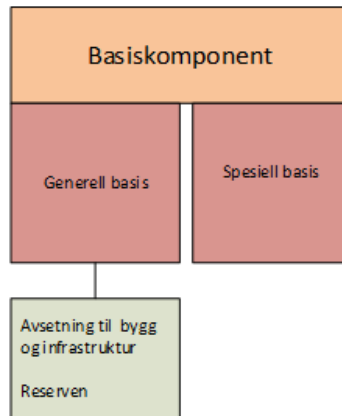 Basiskomponent
Generell basis
Spesiell basis
Avsetning til bygg
og infrastruktur
Reserven